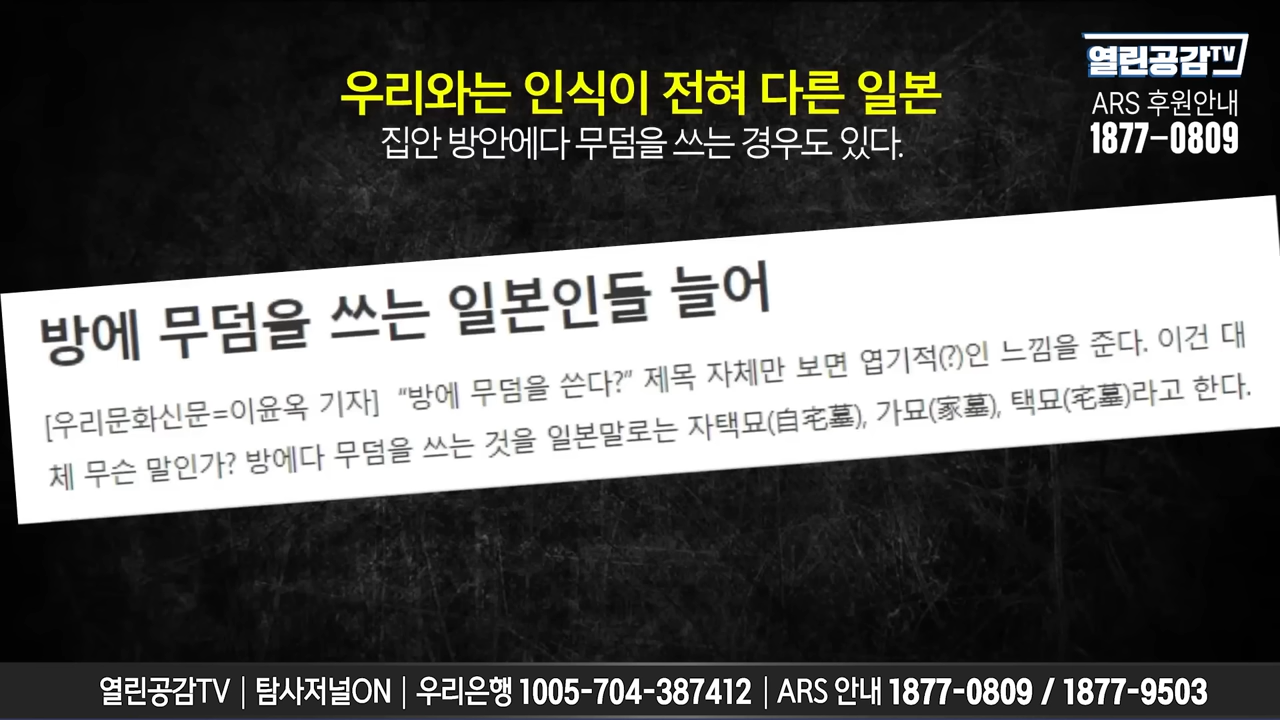 우리와는 인식이 전혀 다른 일본
집안 방안에다 무덤을 쓰는 경우도 있다.
열린공감TV
ARS 후원안내
1877-0809
방에 무덤을 쓰는 일본인들 늘어
[우리문화신문=이윤옥 기자] “방에 무덤을 쓴다?” 제목 자체만 보면 엽기적(?)인 느낌을 준다. 이건 대
체 무슨 말인가? 방에다 무덤을 쓰는 것을 일본말로는 자택묘(自宅墓), 가묘(家墓), 택묘(宅墓)라고 한다.
열린공감TV | 탐사저널ON | 우리은행 1005-704-387412 | ARS 안내 1877-0809 / 1877-9503